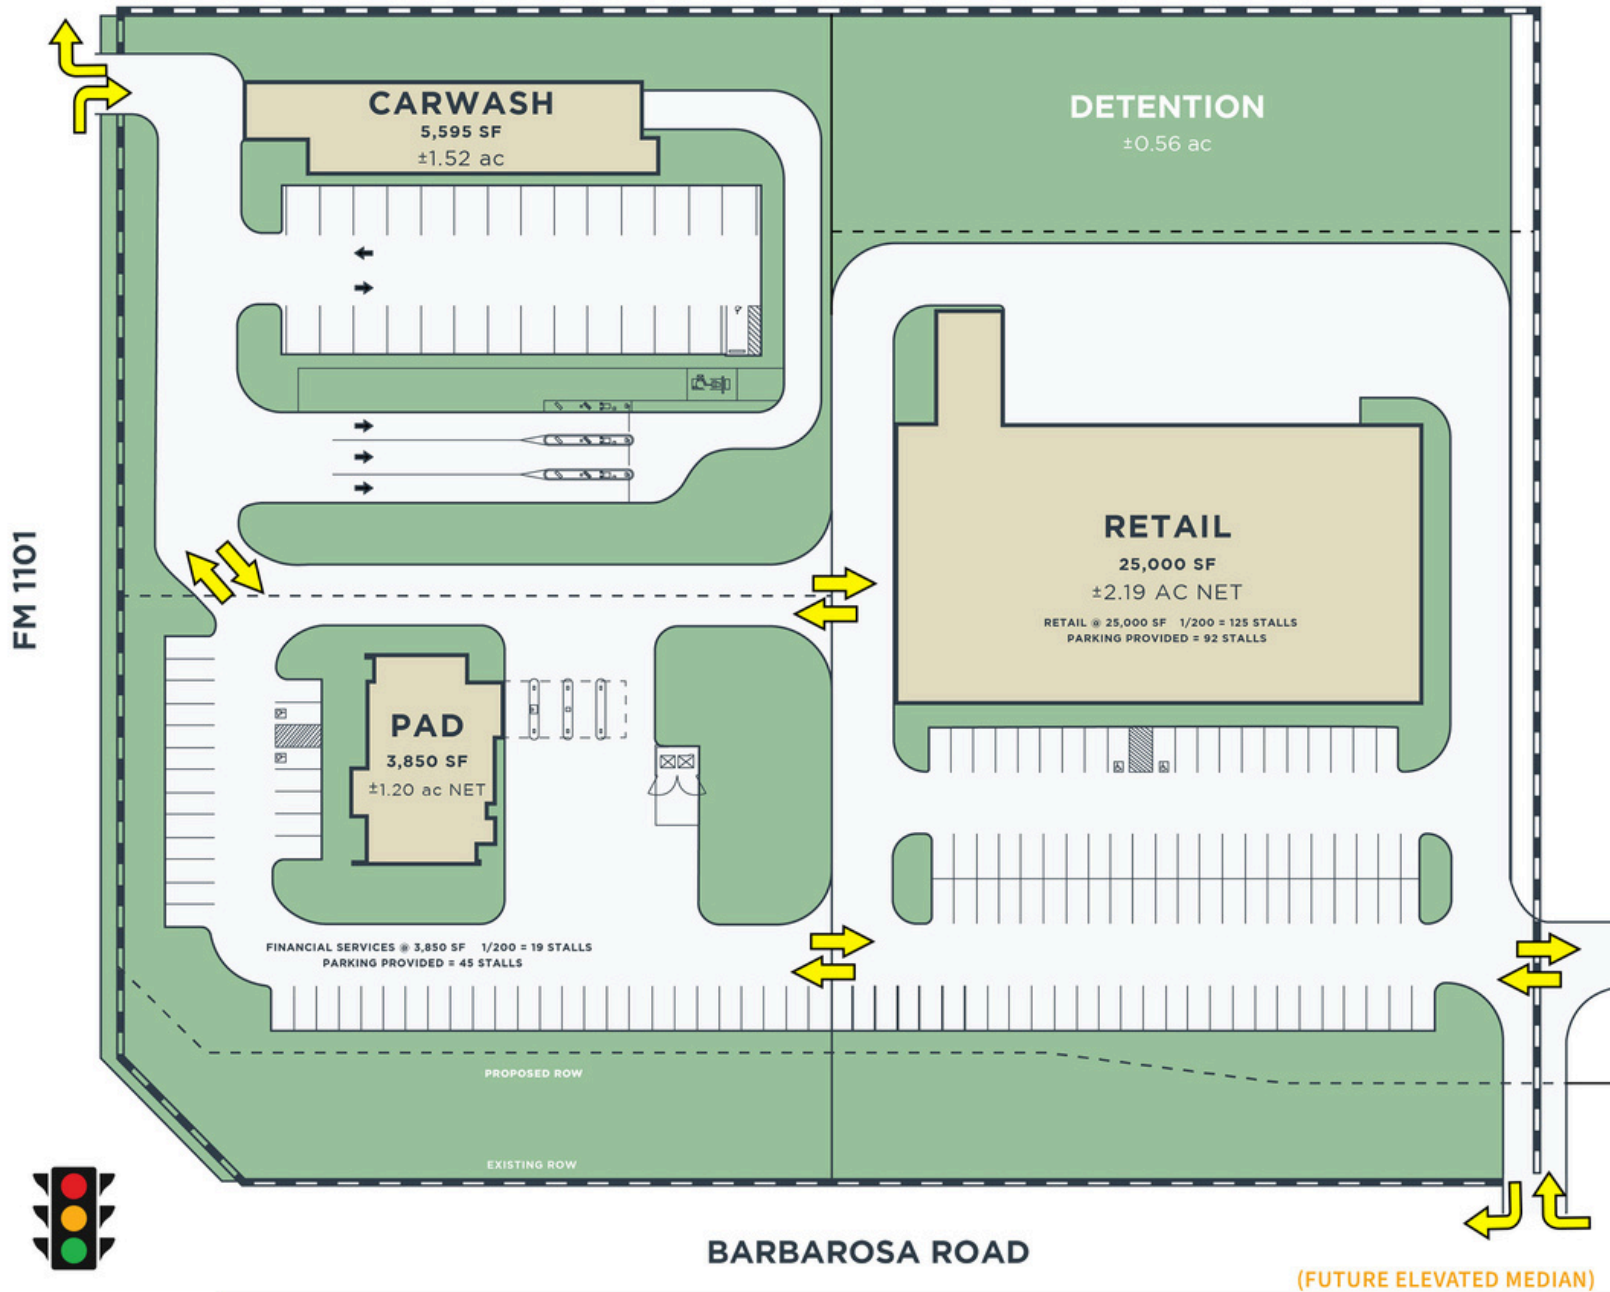 CARWASH
5,595 SF
±1.52 ac
DETENTION
±0.56 ac
FM 1101
RETAIL
25,000 SF
±2.19 AC NET
RETAIL @ 25,000 SF 1/200 = 125 STALLS
PARKING PROVIDED = 92 STALLS
PAD
3,850 SF
±1.20 ac NET
FINANCIAL SERVICES @ 3,850 SF 1/200 = 19 STALLS
PARKING PROVIDED = 45 STALLS
PROPOSED ROW
EXISTING ROW
BARBAROSA ROAD
(FUTURE ELEVATED MEDIAN)